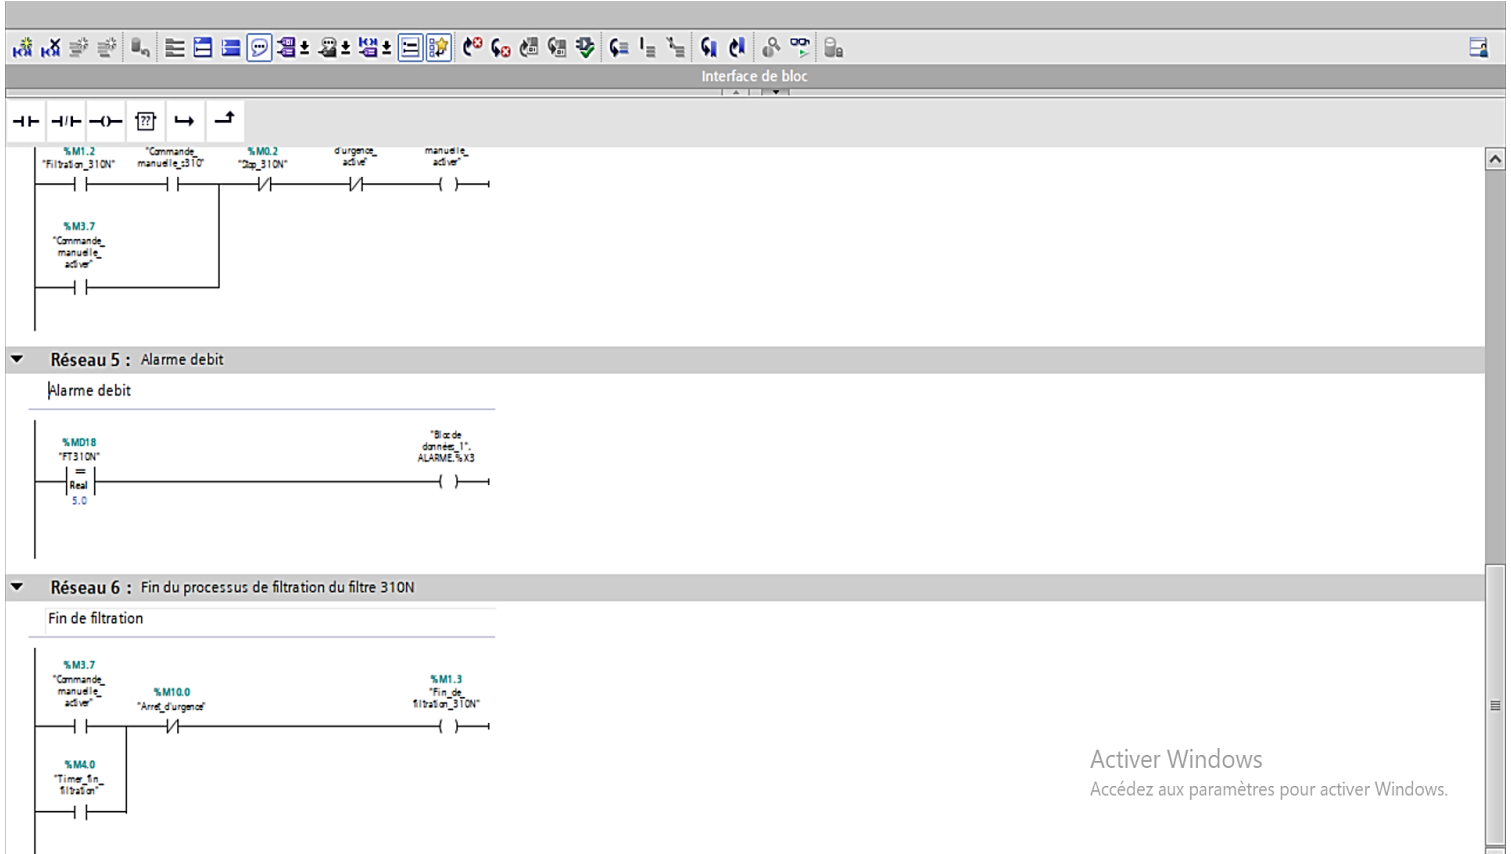 Interface de bloc
??
%M1.2 "Commande_ %M0.2 d'urgence_ manuelle_
"Filtration_310N" manuelle_s310" "Stop_310N" active" activer"
%M3.7
"Commande_
manuelle_
activer"
Réseau 5 : Alarme debit
Alarme debit
%MD18
"FT310N"
=
Real
5.0
"Bloc de
données_1".
ALARME.%X3
Réseau 6 : Fin du processus de filtration du filtre 310N
Fin de filtration
%M3.7
"Commande_
manuelle_
activer"
%M10.0
"Arret_d'urgence"
%M1.3
"Fin_de_
filtration_310N"
%M4.0
"Timer_fin_
filtration"
Activer Windows
Accédez aux paramètres pour activer Windows.